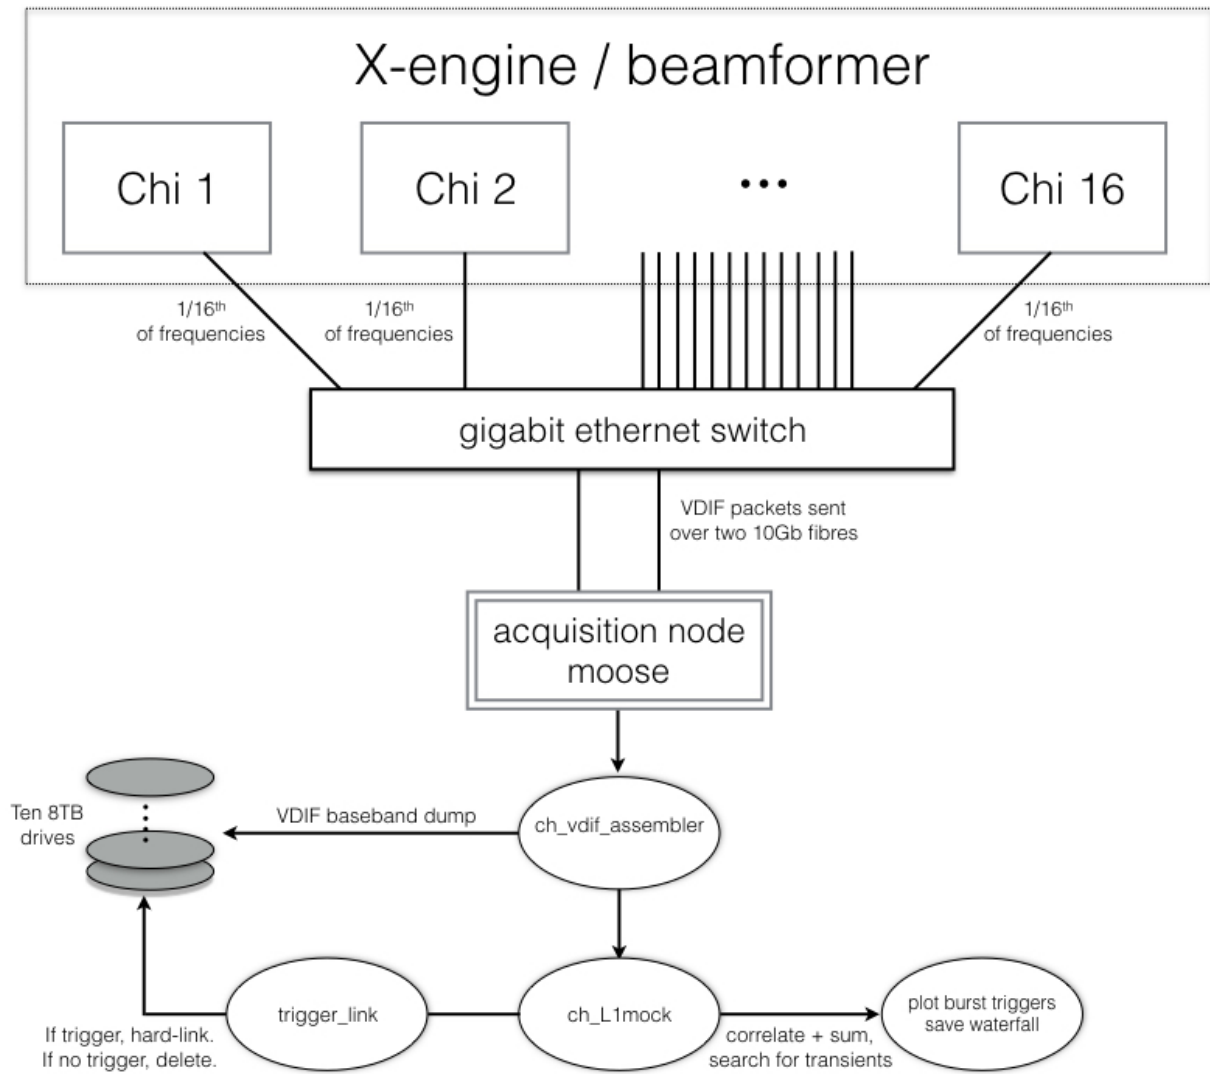 X-engine / beamformer
Chi 1
Chi 2
...
Chi 16
1/16th
of frequencies
1/16th
of frequencies
1/16th
of frequencies
gigabit ethernet switch
VDIF packets sent
over two 10Gb fibres
acquisition node
moose
Ten 8TB
drives
VDIF baseband dump
ch_vdif_assembler
trigger_link
ch_L1mock
plot burst triggers
save waterfall
If trigger, hard-link.
If no trigger, delete.
correlate + sum,
search for transients